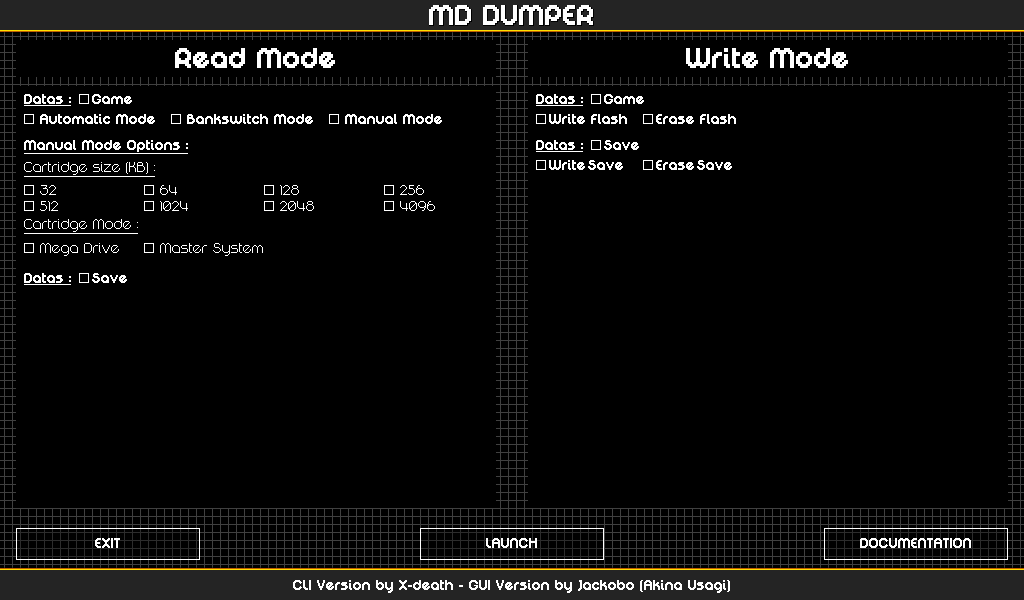 MD DUMPER
Read Mode
Datas : Game
Automatic Mode Bankswitch Mode Manual Mode
Manual Mode Options :
Cartridge size (KB) :
32 64 128 256
512 1024 2048 4096
Cartridge Mode :
Mega Drive Master System
Datas : Save
Write Mode
Datas : Game
Write Flash Erase Flash
Datas : Save
Write Save Erase Save
EXIT
LAUNCH
DOCUMENTATION
CLI Version by X-death - GUI Version by Jackobo (Akina Usagi)